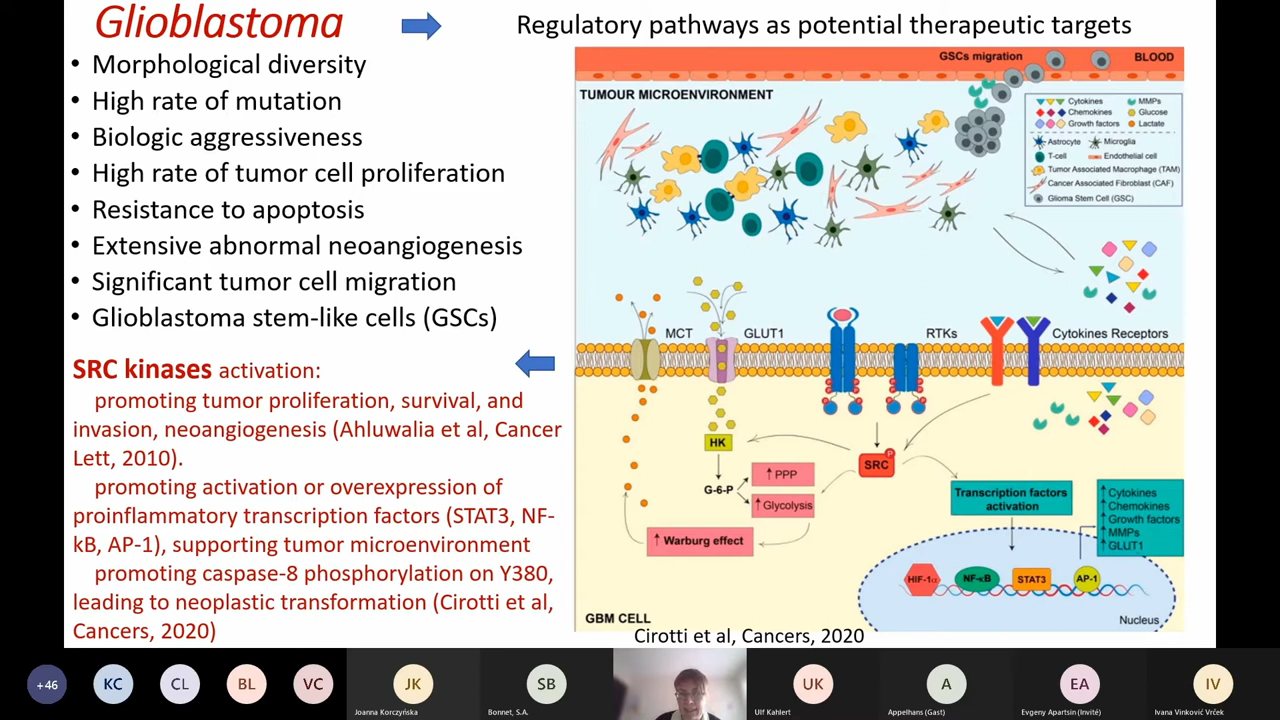 Glioblastoma
Regulatory pathways as potential therapeutic targets
• Morphological diversity
• High rate of mutation
• Biologic aggressiveness
• High rate of tumor cell proliferation
• Resistance to apoptosis
• Extensive abnormal neoangiogenesis
• Significant tumor cell migration
• Glioblastoma stem-like cells (GSCs)
SRC kinases activation:
promoting tumor proliferation, survival, and
invasion, neoangiogenesis (Ahluwalia et al, Cancer
Lett, 2010).
promoting activation or overexpression of
proinflammatory transcription factors (STAT3, NF-
kB, AP-1), supporting tumor microenvironment
promoting caspase-8 phosphorylation on Y380,
leading to neoplastic transformation (Cirotti et al,
Cancers, 2020)
GSCs migration
BLOOD
TUMOUR MICROENVIRONMENT
Cytokines
MMPs
Chemokines
Glucose
Growth factors
Lactate
Astrocyte
Microglia
T-cell
Endothelial cell
Tumor Associated Macrophage (TAM)
Cancer Associated Fibroblast (CAF)
Glioma Stem Cell (GSC)
MCT
GLUT1
RTKs
Cytokines Receptors
HK
SRC
P
G-6-P
↑ PPP
↑ Glycolysis
↑ Warburg effect
Transcription factors
activation
↑ Cytokines
↑ Chemokines
↑ Growth factors
↑ MMPs
↑ GLUT1
HIF-1α
NF-κB
STAT3
AP-1
GBM CELL
Nucleus
Cirotti et al, Cancers, 2020
+46
KC
CL
BL
VC
JK
Joanna Korczyńska
SB
Bonnet, S.A.
UK
Ulf Kahlert
A
Appelhans (Gast)
EA
Evgeny Apartsin (Invité)
IV
Ivana Vinković Vrček